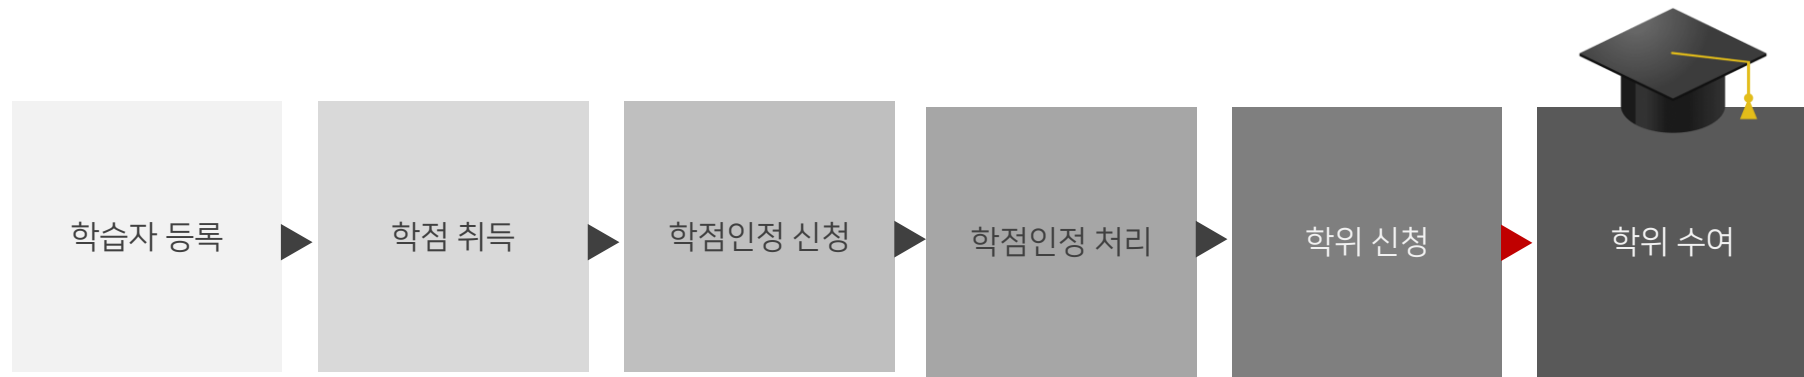 학습자 등록
학점 취득
학점인정 신청
학점인정 처리
학위 신청
학위 수여